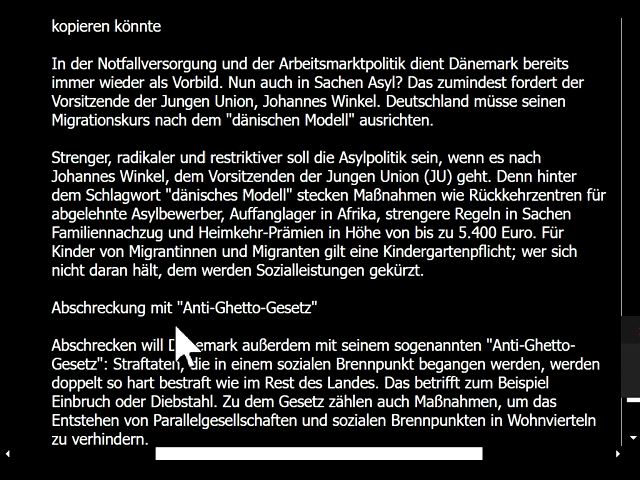 kopieren könnte
In der Notfallversorgung und der Arbeitsmarktpolitik dient Dänemark bereits
immer wieder als Vorbild. Nun auch in Sachen Asyl? Das zumindest fordert der
Vorsitzende der Jungen Union, Johannes Winkel. Deutschland müsse seinen
Migrationskurs nach dem "dänischen Modell" ausrichten.
Strenger, radikaler und restriktiver soll die Asylpolitik sein, wenn es nach
Johannes Winkel, dem Vorsitzenden der Jungen Union (JU) geht. Denn hinter
dem Schlagwort "dänisches Modell" stecken Maßnahmen wie Rückkehrzentren für
abgelehnte Asylbewerber, Auffanglager in Afrika, strengere Regeln in Sachen
Familiennachzug und Heimkehr-Prämien in Höhe von bis zu 5.400 Euro. Für
Kinder von Migrantinnen und Migranten gilt eine Kindergartenpflicht; wer sich
nicht daran hält, dem werden Sozialleistungen gekürzt.
Abschreckung mit "Anti-Ghetto-Gesetz"
Abschrecken will Dänemark außerdem mit seinem sogenannten "Anti-Ghetto-
Gesetz": Straftaten, die in einem sozialen Brennpunkt begangen werden, werden
doppelt so hart bestraft wie im Rest des Landes. Das betrifft zum Beispiel
Einbruch oder Diebstahl. Zu dem Gesetz zählen auch Maßnahmen, um das
Entstehen von Parallelgesellschaften und sozialen Brennpunkten in Wohnvierteln
zu verhindern.